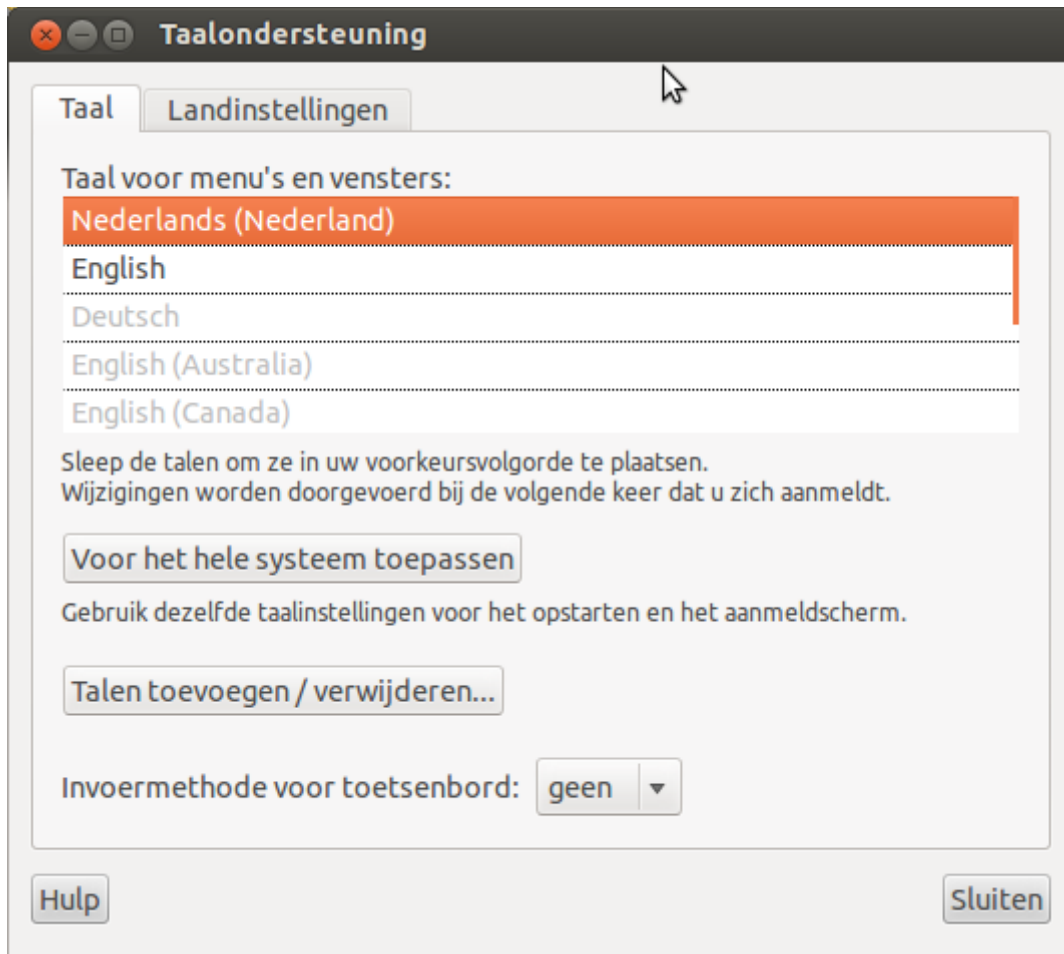 Taalondersteuning
Taal
Landinstellingen
Taal voor menu's en vensters:
Nederlands (Nederland)
English
Deutsch
English (Australia)
English (Canada)
Sleep de talen om ze in uw voorkeursvolgorde te plaatsen.
Wijzigingen worden doorgevoerd bij de volgende keer dat u zich aanmeldt.
Voor het hele systeem toepassen
Gebruik dezelfde taalinstellingen voor het opstarten en het aanmeldscherm.
Talen toevoegen / verwijderen...
Invoermethode voor toetsenbord: geen
Hulp
Sluiten